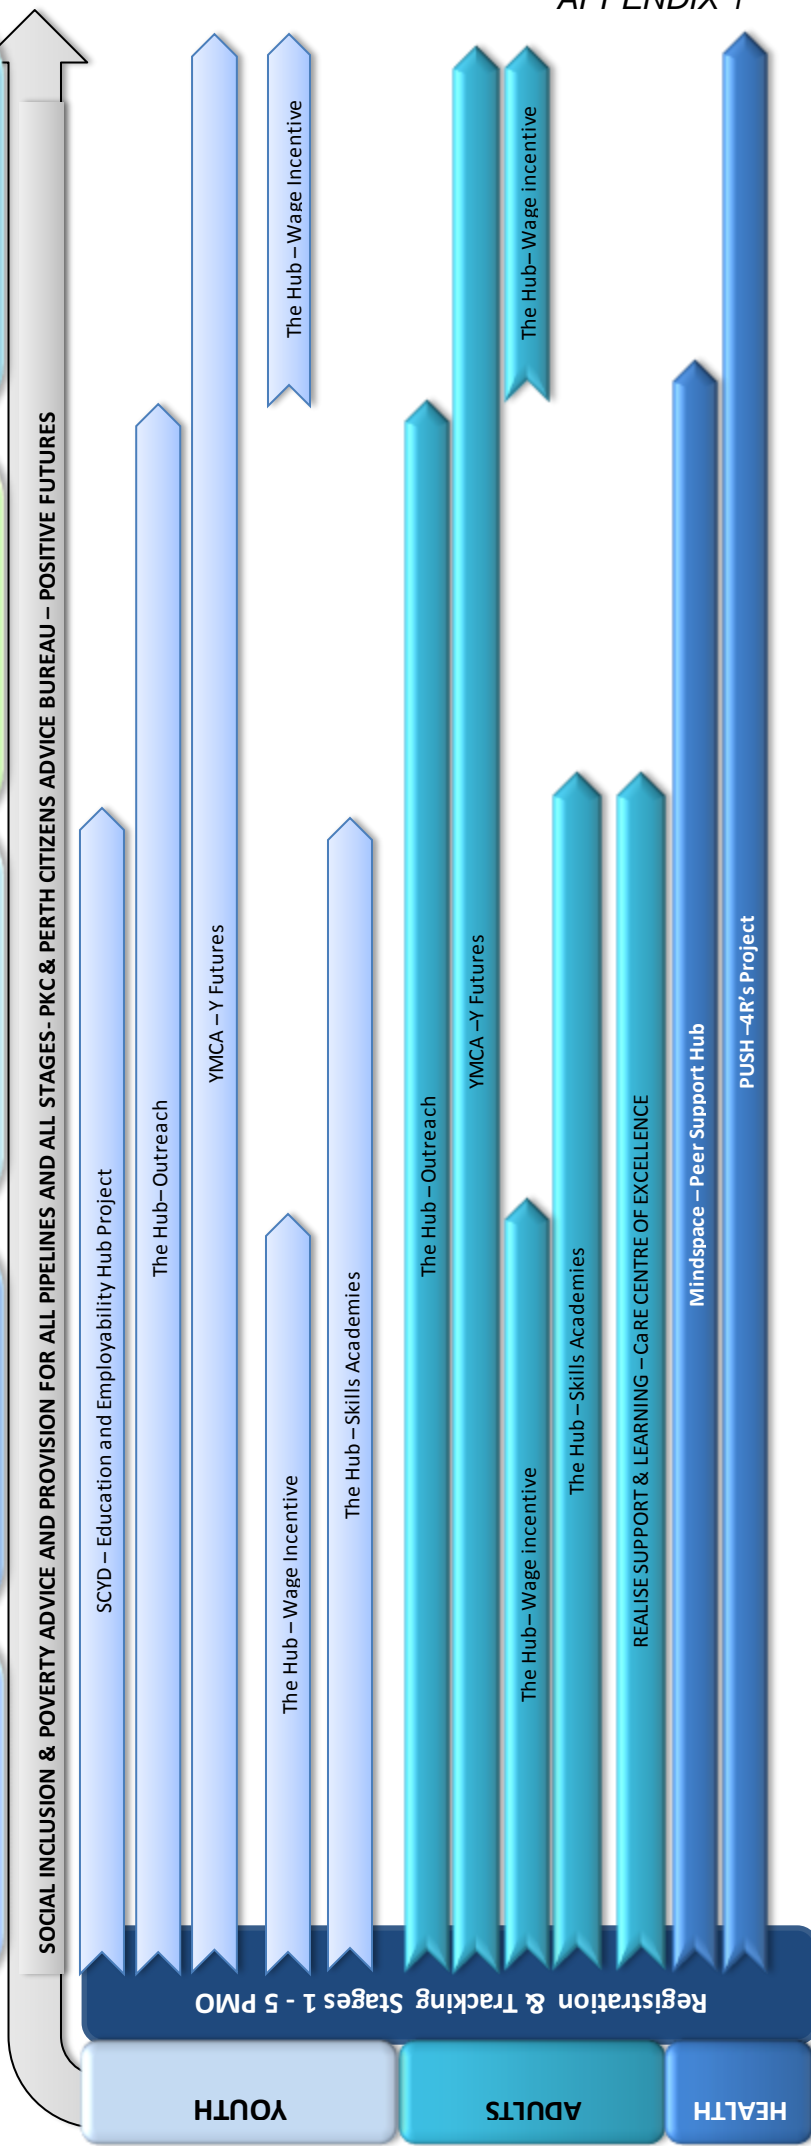 APPENDIX 1
SOCIAL INCLUSION & POVERTY ADVICE AND PROVISION FOR ALL PIPELINES AND ALL STAGES- PKC & PERTH CITIZENS ADVICE BUREAU – POSITIVE FUTURES
YOUTH
ADULTS
HEALTH
Registration & Tracking Stages 1 - 5 PMO
SCYD – Education and Employability Hub Project
The Hub– Outreach
YMCA – Y Futures
The Hub – Wage Incentive
The Hub – Wage Incentive
The Hub – Skills Academies
The Hub – Outreach
YMCA –Y Futures
The Hub– Wage incentive
The Hub– Wage incentive
The Hub – Skills Academies
REALISE SUPPORT & LEARNING – CaRE CENTRE OF EXCELLENCE
Mindspace – Peer Support Hub
PUSH –4R's Project